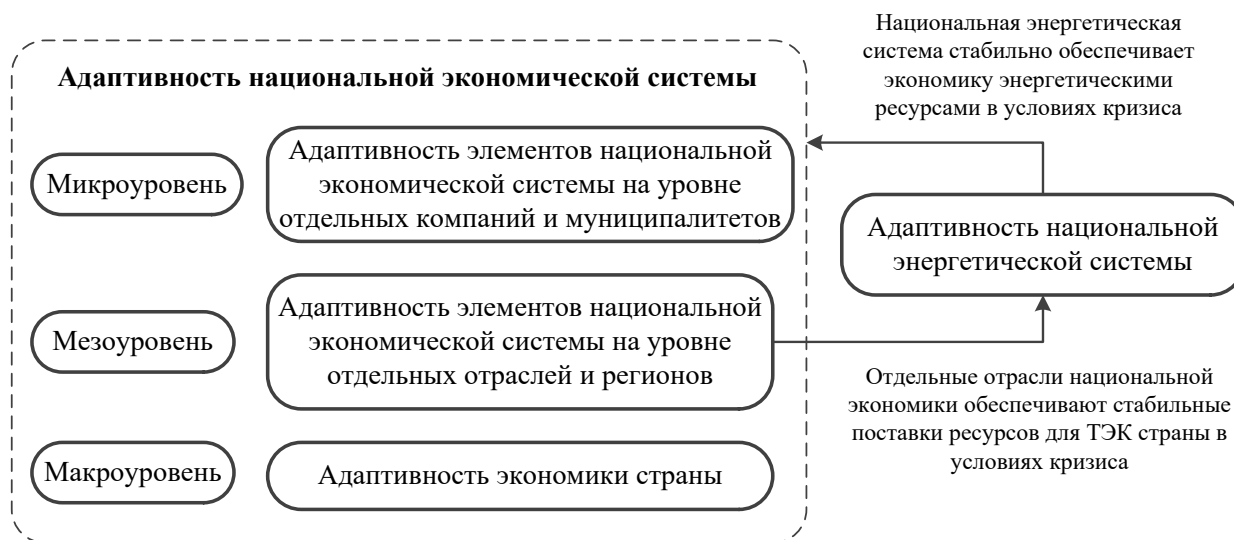 Адаптивность национальной экономической системы
Микроуровень
Адаптивность элементов национальной
экономической системы на уровне
отдельных компаний и муниципалитетов
Мезоуровень
Адаптивность элементов национальной
экономической системы на уровне
отдельных отраслей и регионов
Макроуровень
Адаптивность экономики страны
Национальная энергетическая
система стабильно обеспечивает
экономику энергетическими
ресурсами в условиях кризиса
Адаптивность национальной
энергетической системы
Отдельные отрасли национальной
экономики обеспечивают стабильные
поставки ресурсов для ТЭК страны в
условиях кризиса